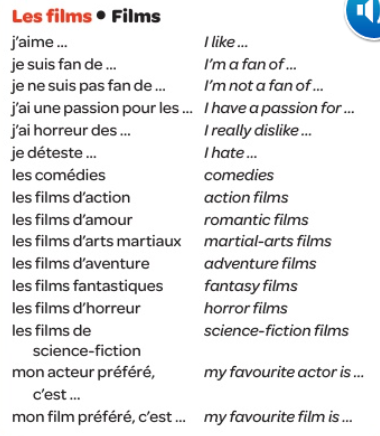 Les films • Films
j'aime ... I like ...
je suis fan de ... I'm a fan of ...
je ne suis pas fan de ... I'm not a fan of ...
j'ai une passion pour les ... I have a passion for ...
j'ai horreur des ... I really dislike ...
je déteste ... I hate ...
les comédies comedies
les films d'action action films
les films d'amour romantic films
les films d'arts martiaux martial-arts films
les films d'aventure adventure films
les films fantastiques fantasy films
les films d'horreur horror films
les films de science-fiction films
science-fiction
mon acteur préféré, my favourite actor is ...
c'est ...
mon film préféré, c'est ... my favourite film is ...